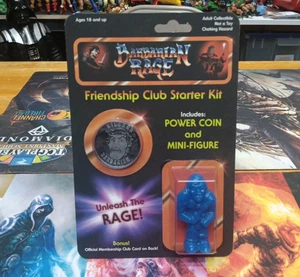 Ages 18 and up
Adult Collectible
Not a Toy
Choking Hazard
BARBARIAN
RAGE
Friendship Club Starter Kit
Includes:
POWER COIN
and
MINI-FIGURE
Unleash The
RAGE!
Bonus!
Official Membership Club Card on Back!
DIAMOND